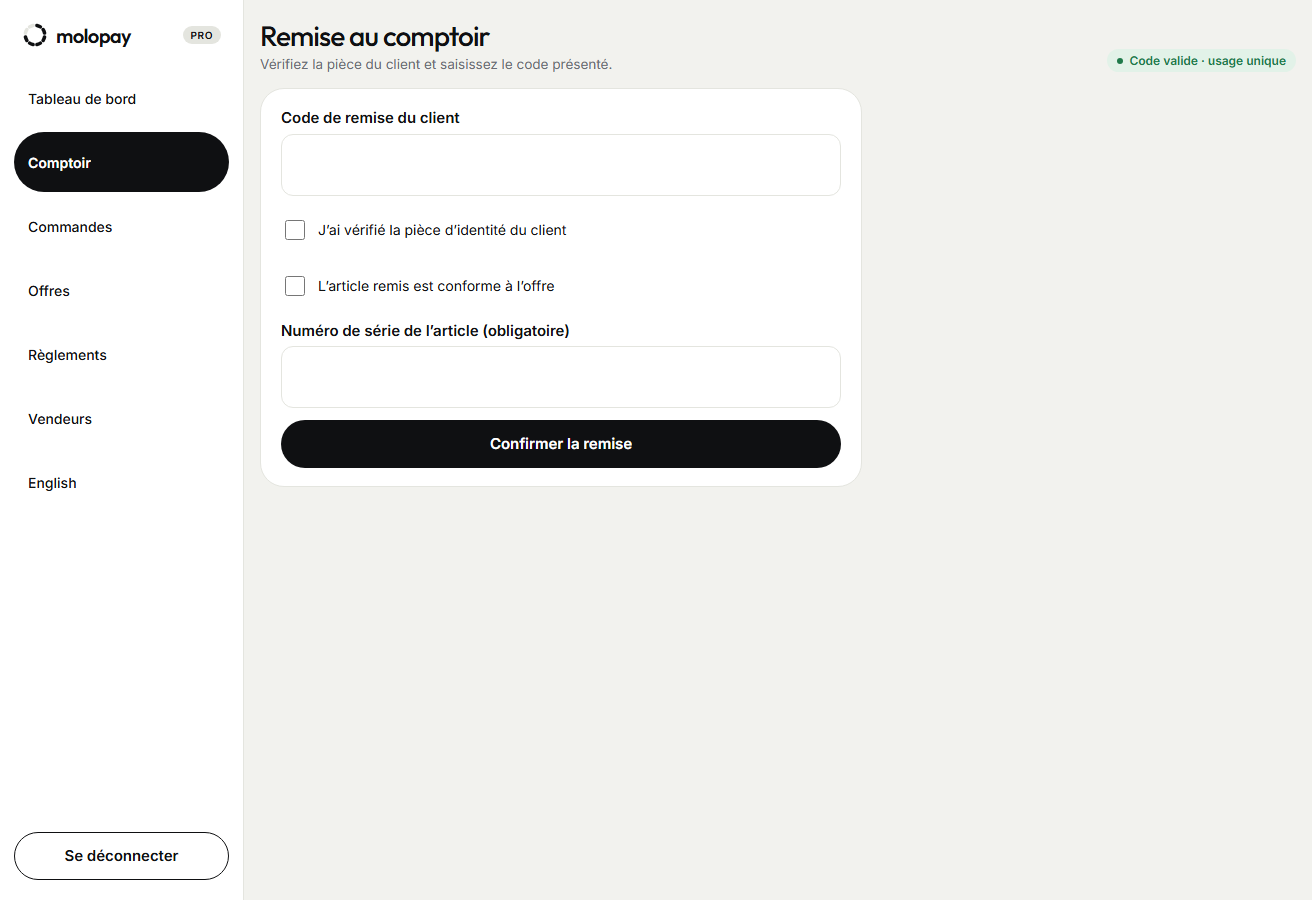 molopay
PRO
Tableau de bord
Comptoir
Commandes
Offres
Règlements
Vendeurs
English
Se déconnecter
Remise au comptoir
Vérifiez la pièce du client et saisissez le code présenté.
Code valide · usage unique
Code de remise du client
J’ai vérifié la pièce d’identité du client
L’article remis est conforme à l’offre
Numéro de série de l’article (obligatoire)
Confirmer la remise